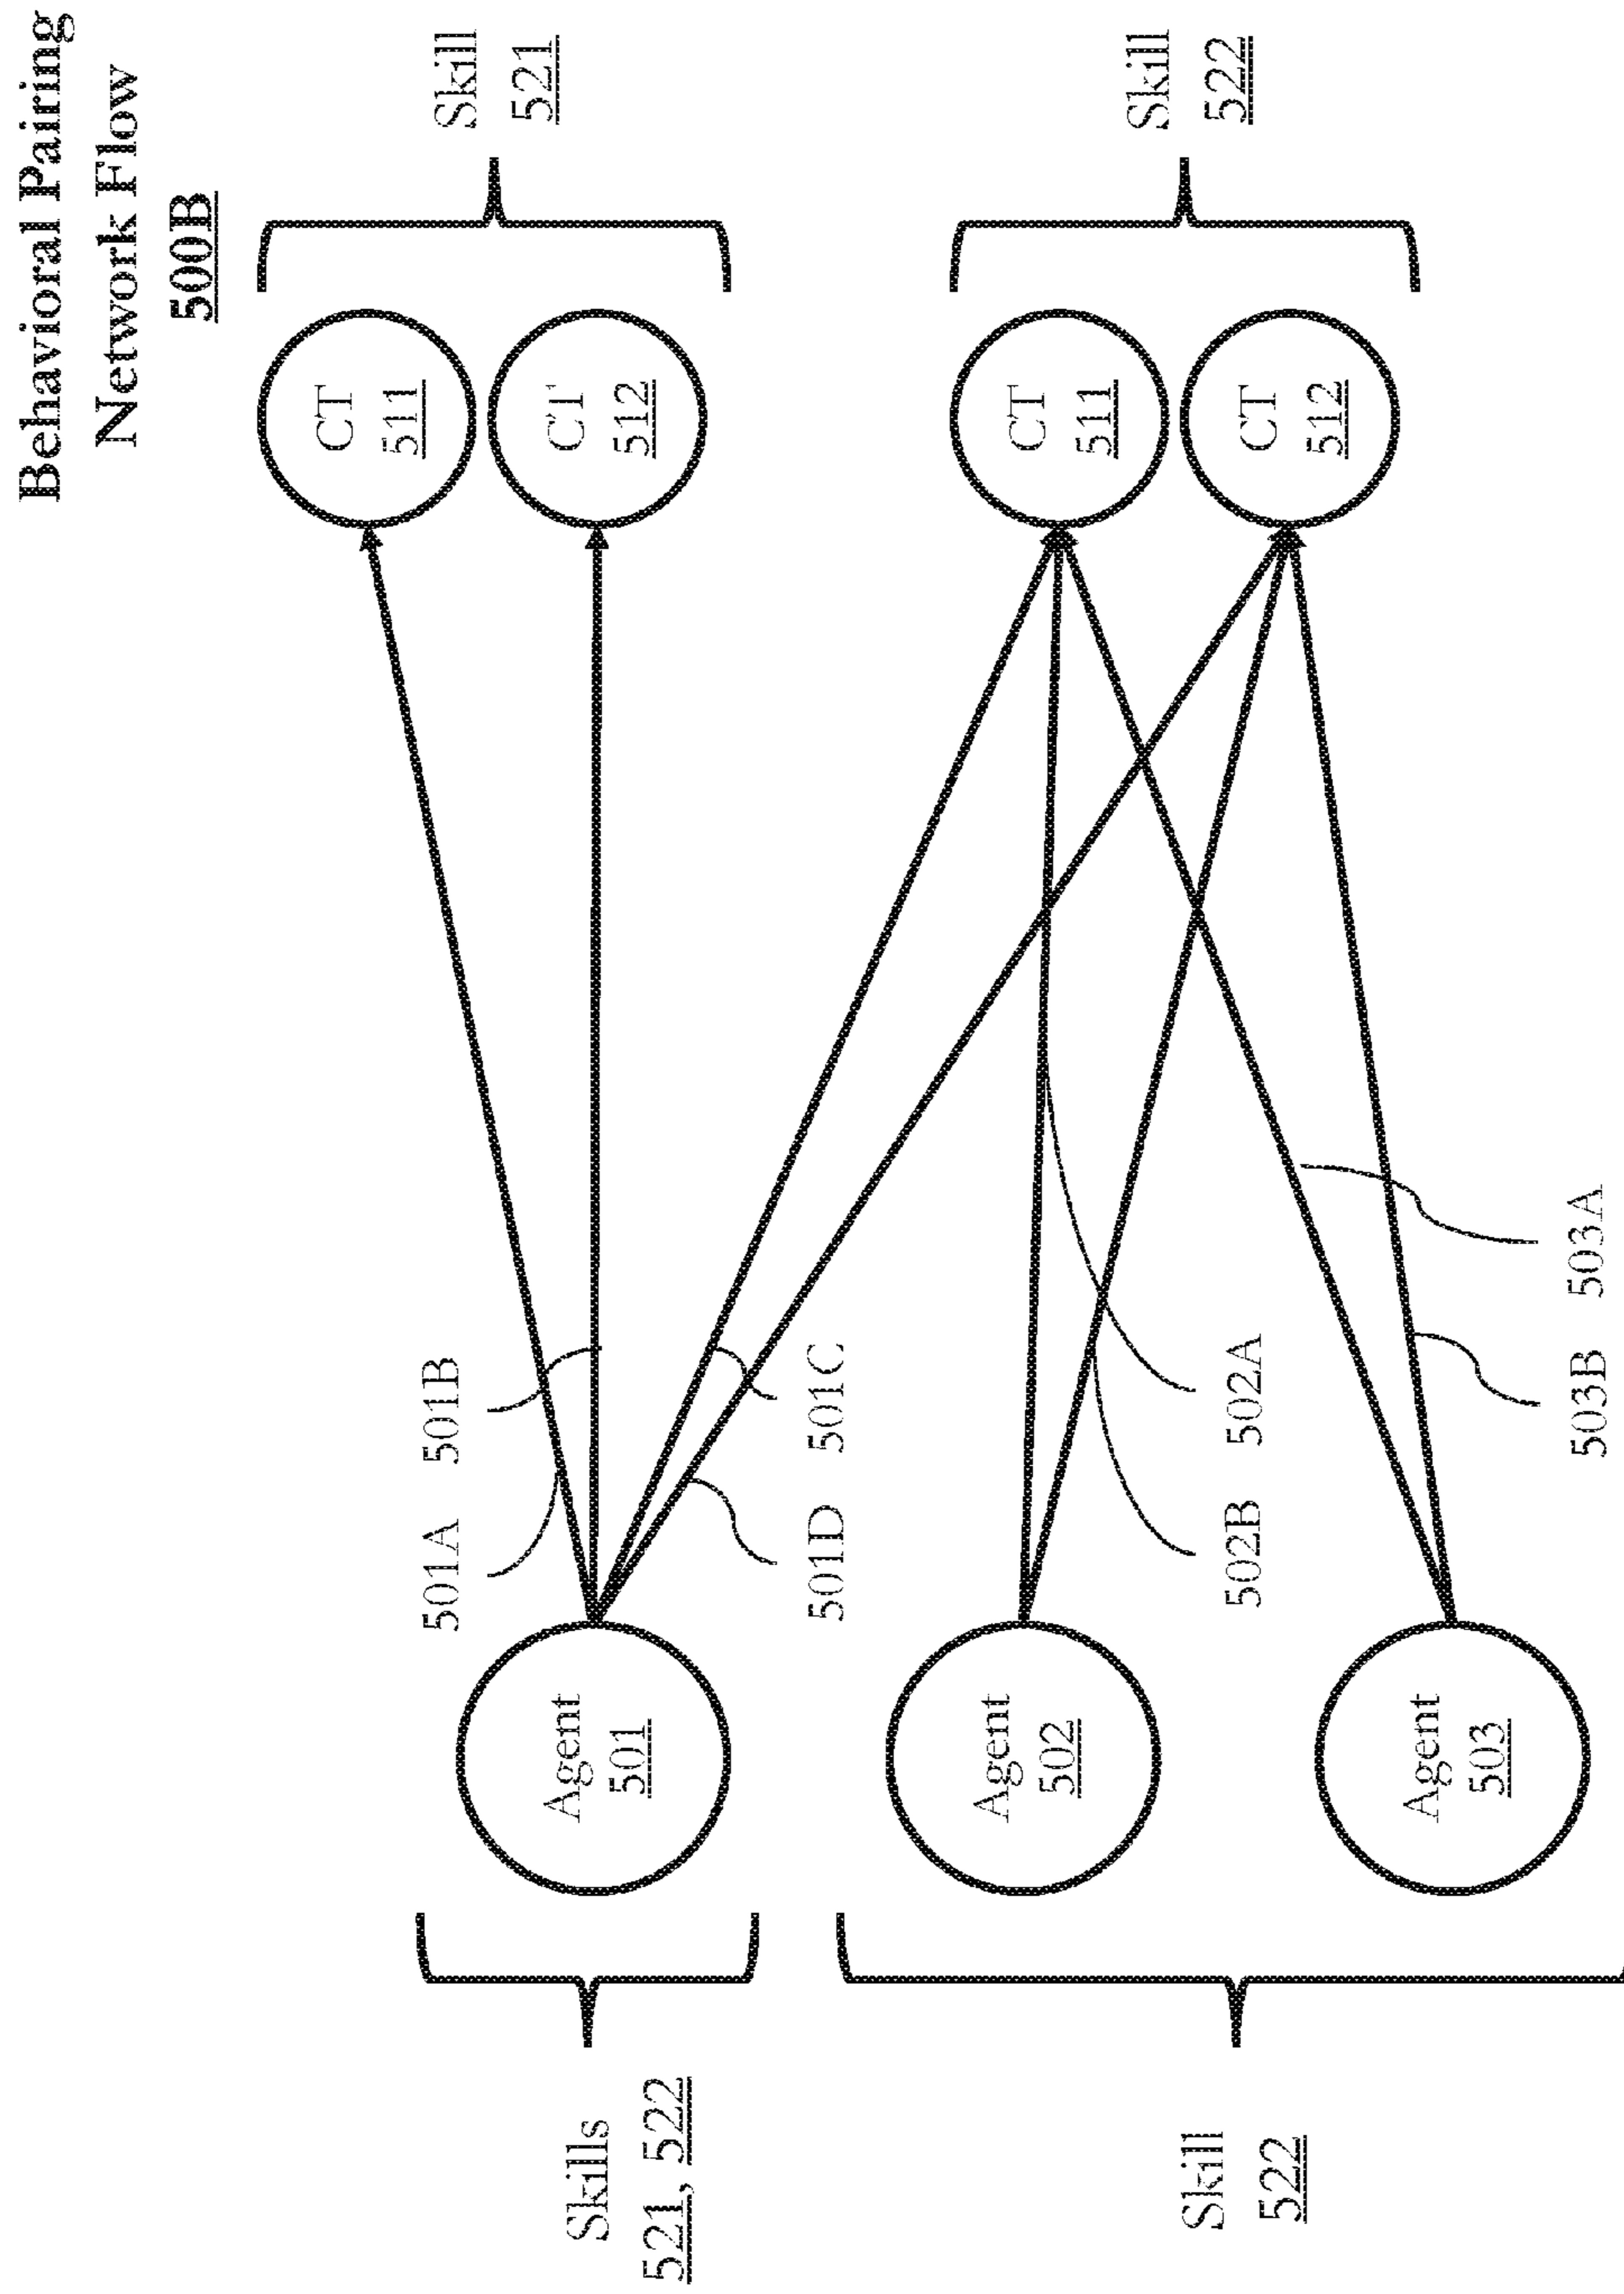 Behavioral Pairing
Network Flow
500B
Skills
521, 522
Skill
522
Agent
501
Agent
502
Agent
503
501A
501B
501D
501C
502B
502A
503B
503A
CT
511
CT
512
CT
511
CT
512
Skill
521
Skill
522